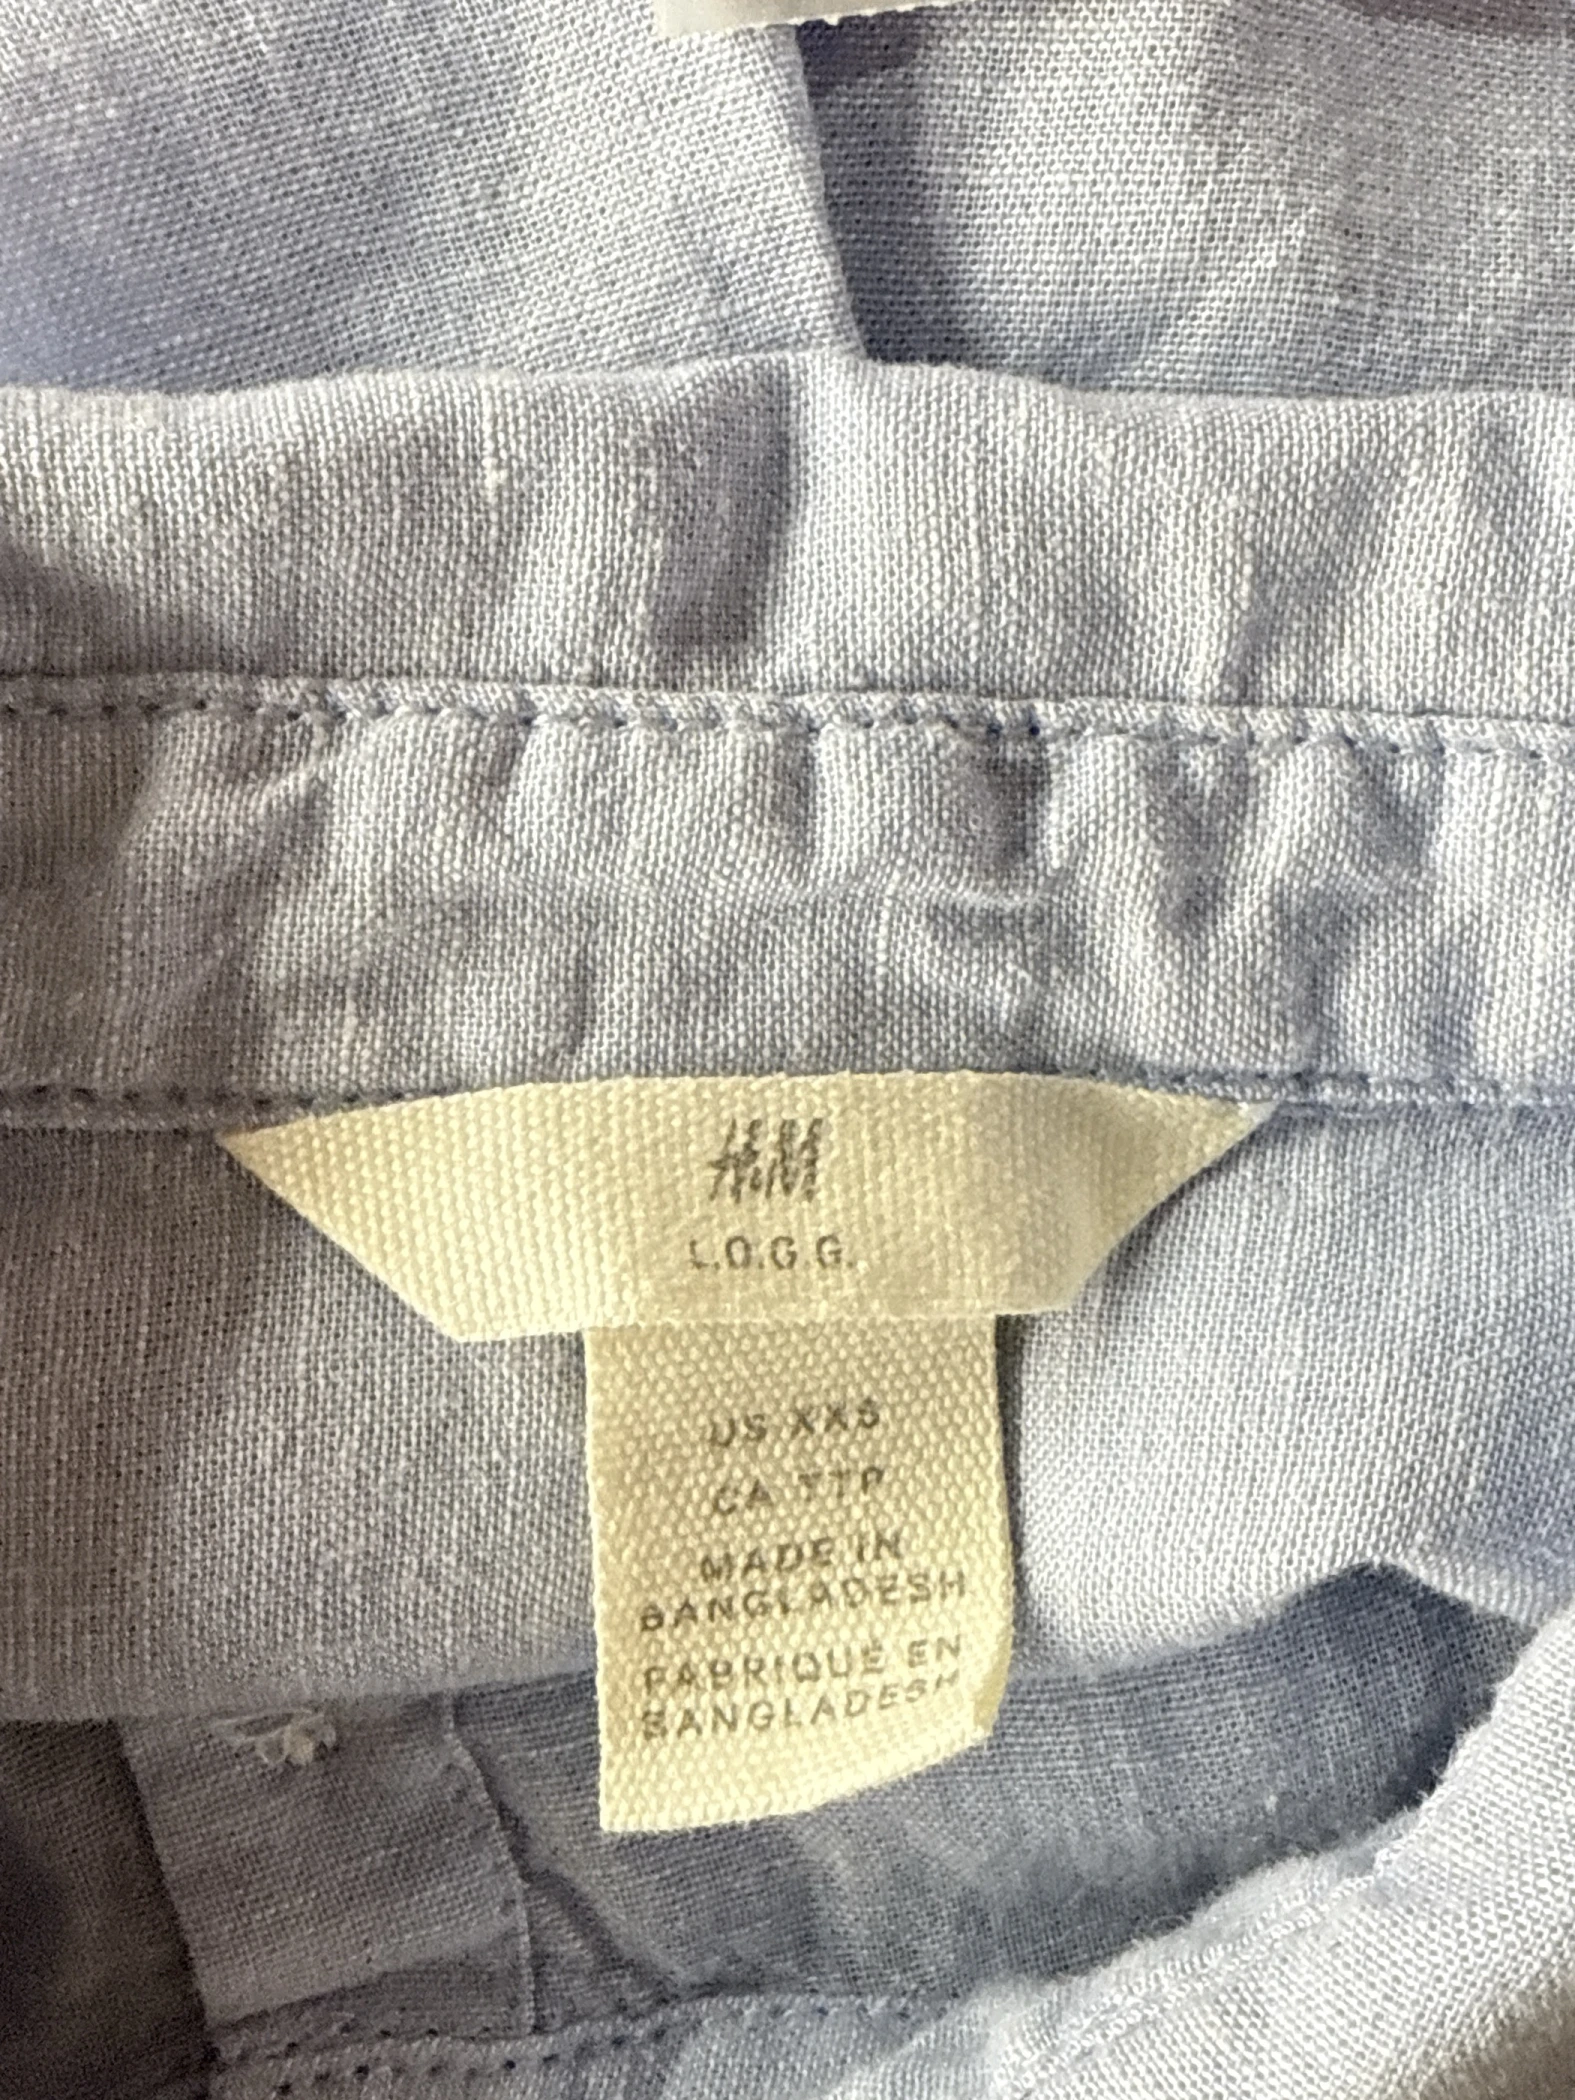 H&M
L.O.G.G.
US XXS
CA TTP
MADE IN
BANGLADESH
FABRIQUÉ EN
BANGLADESH